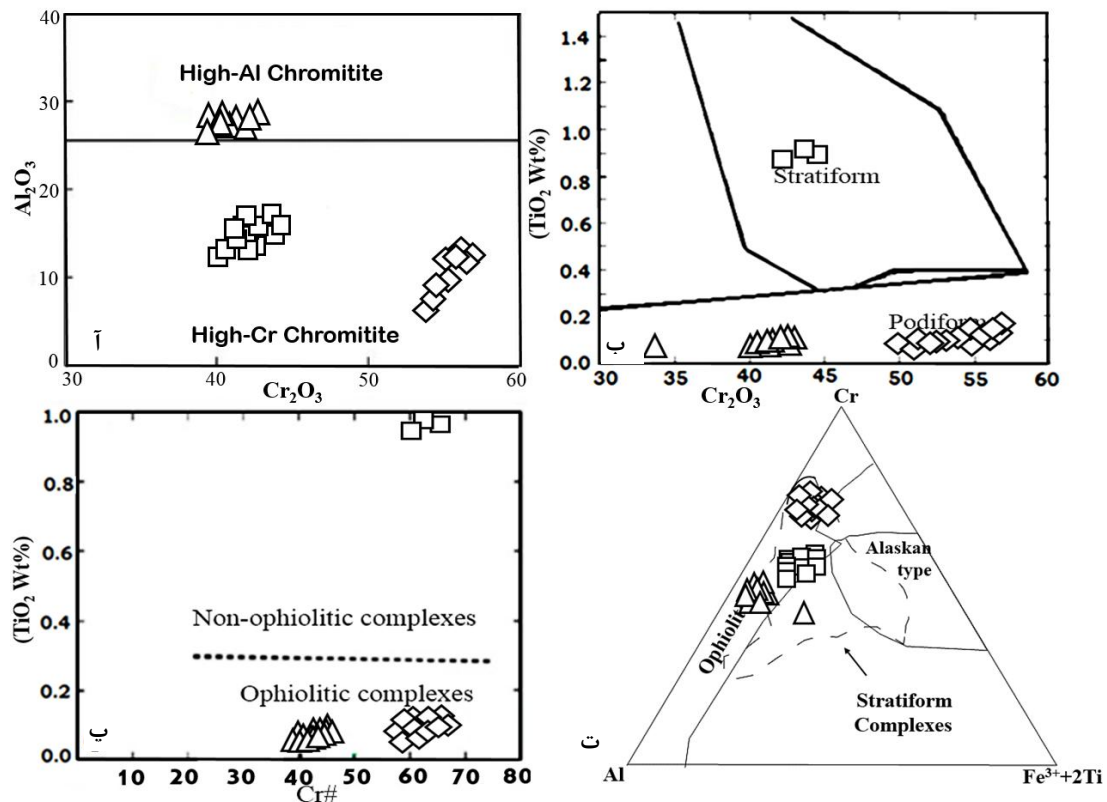 40
High-Al Chromitite
30
Al₂O₃
20
10
High-Cr Chromitite
آ
0
30
40
50
60
Cr₂O₃
1.4
1.2
1.0
(TiO₂ Wt%)
0.8
Stratiform
0.6
0.4
0.2
Podiform
ب
0.0
30
35
40
45
50
55
60
Cr₂O₃
1.0
0.8
(TiO₂ Wt%)
0.6
0.4
Non-ophiolitic complexes
0.2
Ophiolitic complexes
پ
0.0
10
20
30
40
50
60
70
80
Cr#
Cr
Alaskan
type
Ophiolit
Stratiform
Complexes
ت
Al
Fe³⁺+2Ti